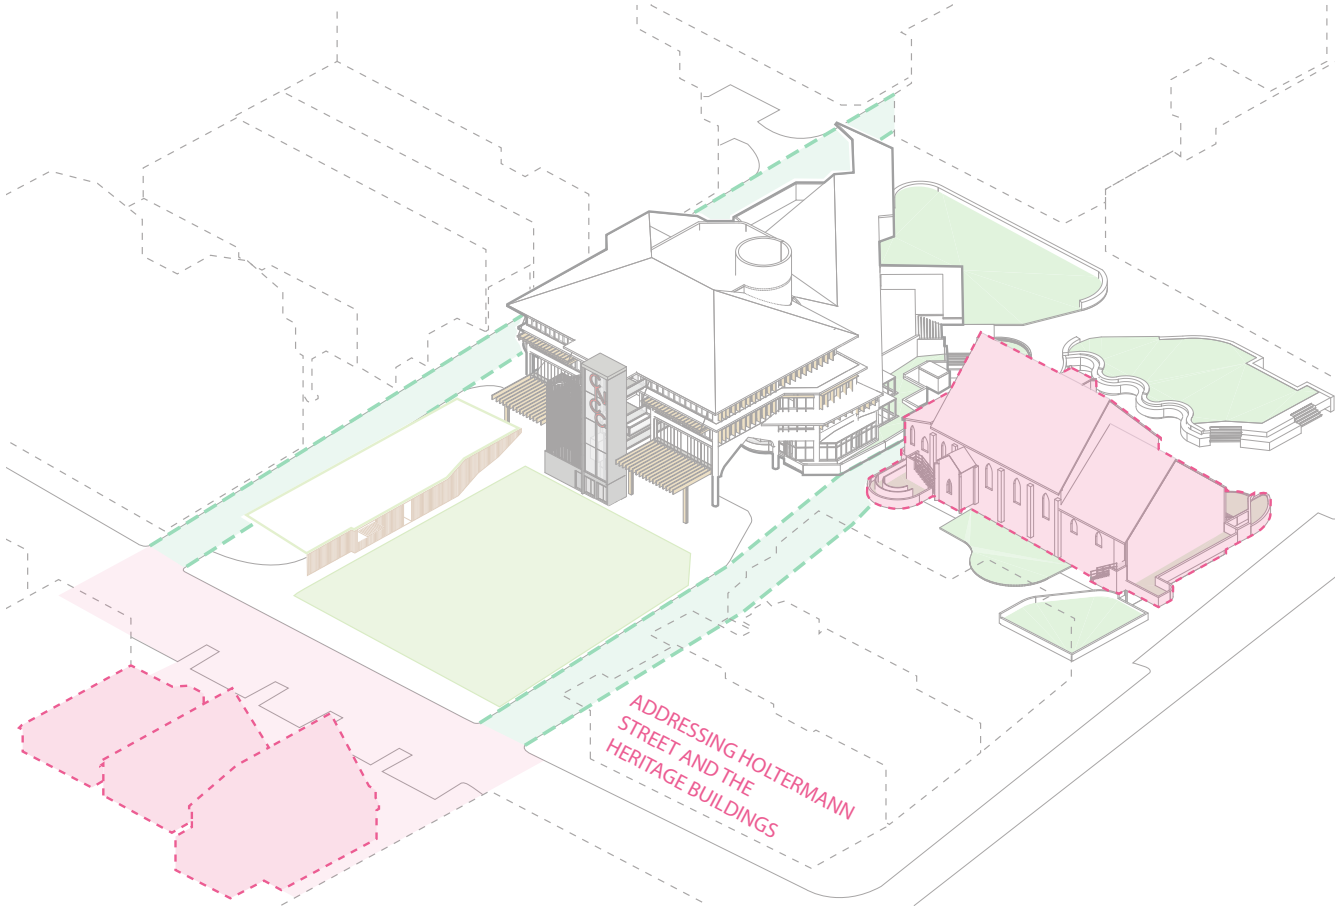 ADDRESSING HOLTERMANN
STREET AND THE
HERITAGE BUILDINGS